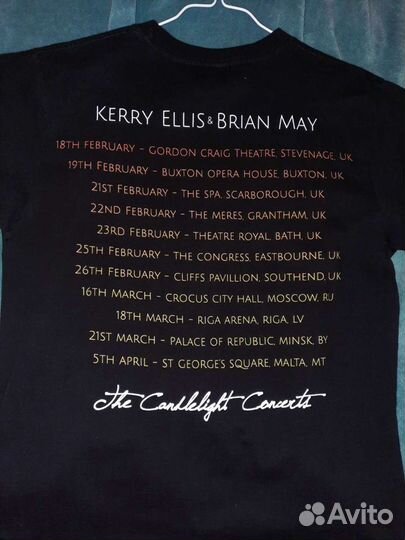 KERRY ELLIS & BRIAN MAY
18TH FEBRUARY - GORDON CRAIG THEATRE, STEVENAGE, UK
19TH FEBRUARY - BUXTON OPERA HOUSE, BUXTON, UK
21ST FEBRUARY - THE SPA, SCARBOROUGH, UK
22ND FEBRUARY - THE MERES, GRANTHAM, UK
23RD FEBRUARY - THEATRE ROYAL, BATH, UK
25TH FEBRUARY - THE CONGRESS, EASTBOURNE, UK
26TH FEBRUARY - CLIFFS PAVILLION, SOUTHEND, UK
16TH MARCH - CROCUS CITY HALL, MOSCOW, RU
18TH MARCH - RIGA ARENA, RIGA, LV
21ST MARCH - PALACE OF REPUBLIC, MINSK, BY
5TH APRIL - ST GEORGE'S SQUARE, MALTA, MT
The Candlelight Concerts
Avito